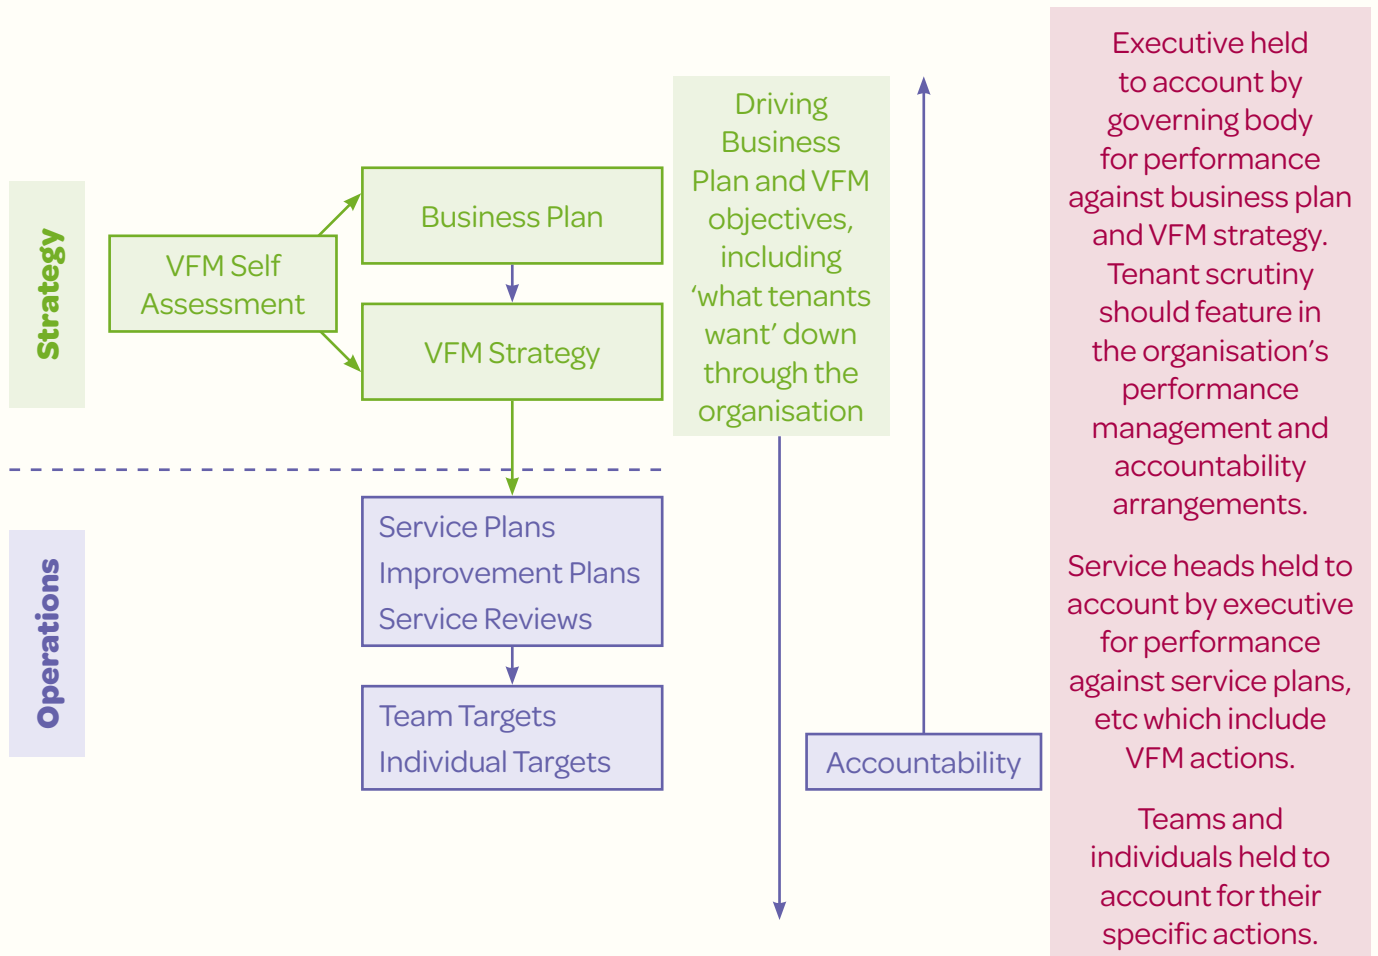 Strategy
VFM Self
Assessment
Business Plan
VFM Strategy
Driving
Business
Plan and VFM
objectives,
including
‘what tenants
want’ down
through the
organisation
Operations
Service Plans
Improvement Plans
Service Reviews
Team Targets
Individual Targets
Accountability
Executive held
to account by
governing body
for performance
against business plan
and VFM strategy.
Tenant scrutiny
should feature in
the organisation’s
performance
management and
accountability
arrangements.
Service heads held to
account by executive
for performance
against service plans,
etc which include
VFM actions.
Teams and
individuals held to
account for their
specific actions.